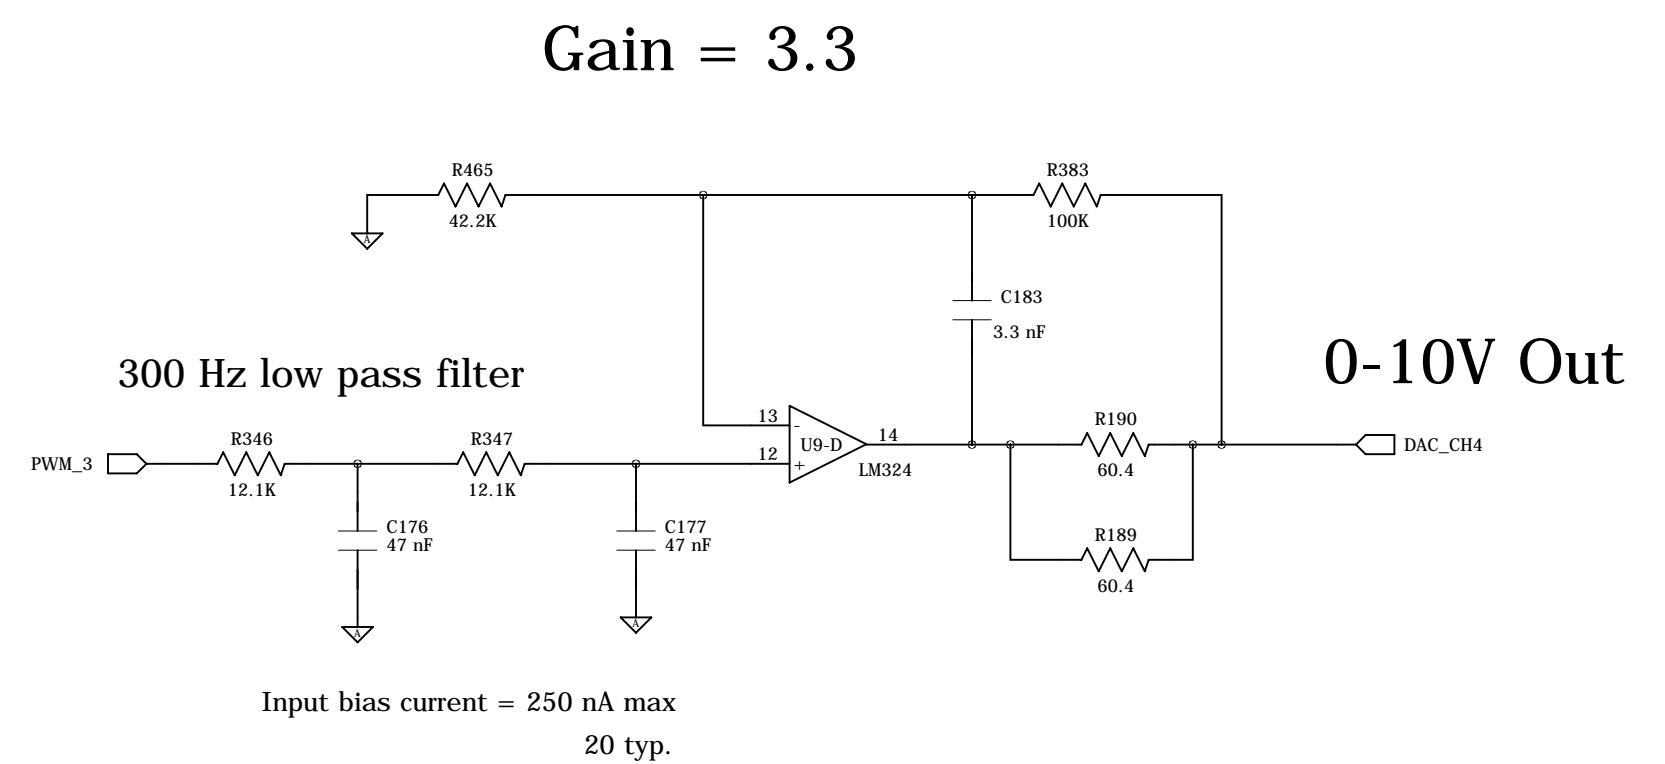 Gain = 3.3
R465
42.2K
A
R383
100K
C183
3.3 nF
0-10V Out
300 Hz low pass filter
PWM_3
R346
12.1K
R347
12.1K
C176
47 nF
A
C177
47 nF
A
13
-
12
+
U9-D
14
LM324
R190
60.4
R189
60.4
DAC_CH4
Input bias current = 250 nA max
20 typ.